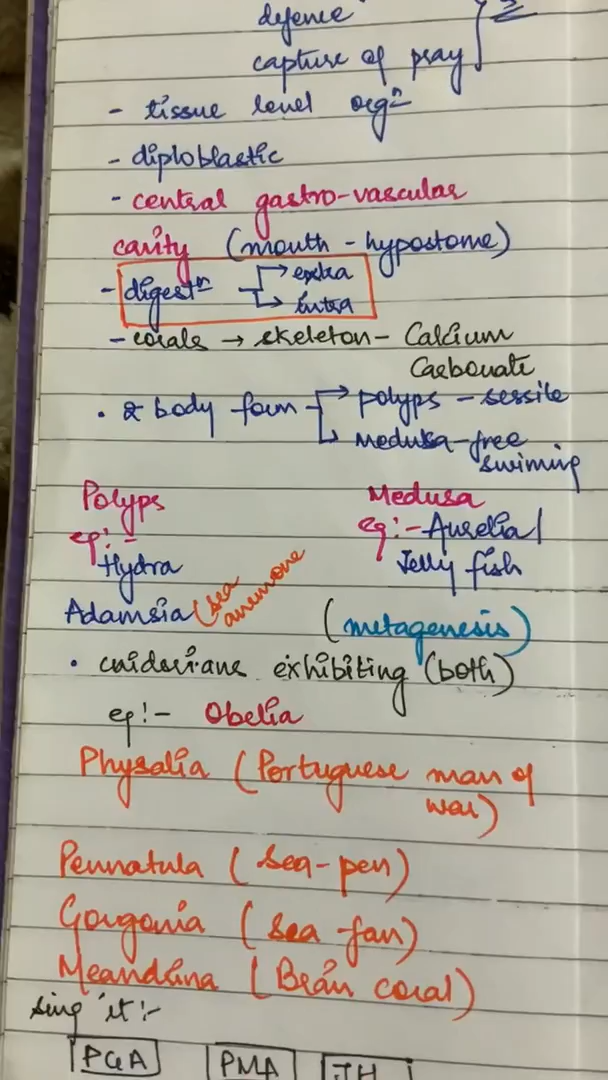 defence
capture of pray
- tissue level orgⁿ
- diploblastic
- central gastro-vascular
cavity (mouth - hypostome)
- digestⁿ → extra
→ intra
- corals → skeleton - Calcium
Carbonate
• 2 body form → polyps - sessile
→ medusa - free
swiming
Polyps
eg:-
Hydra
Adamsia (sea anemone
Medusa
eg:- Aurelia/
Jelly fish
(metagenesis)
• cnidarians exhibiting (both)
eg:- Obelia
Physalia (Portuguese man of
war)
Pennatula (sea-pen)
Gorgonia (sea fan)
Meandrina (Brain coral)
sing it:-
PGA PMA JH